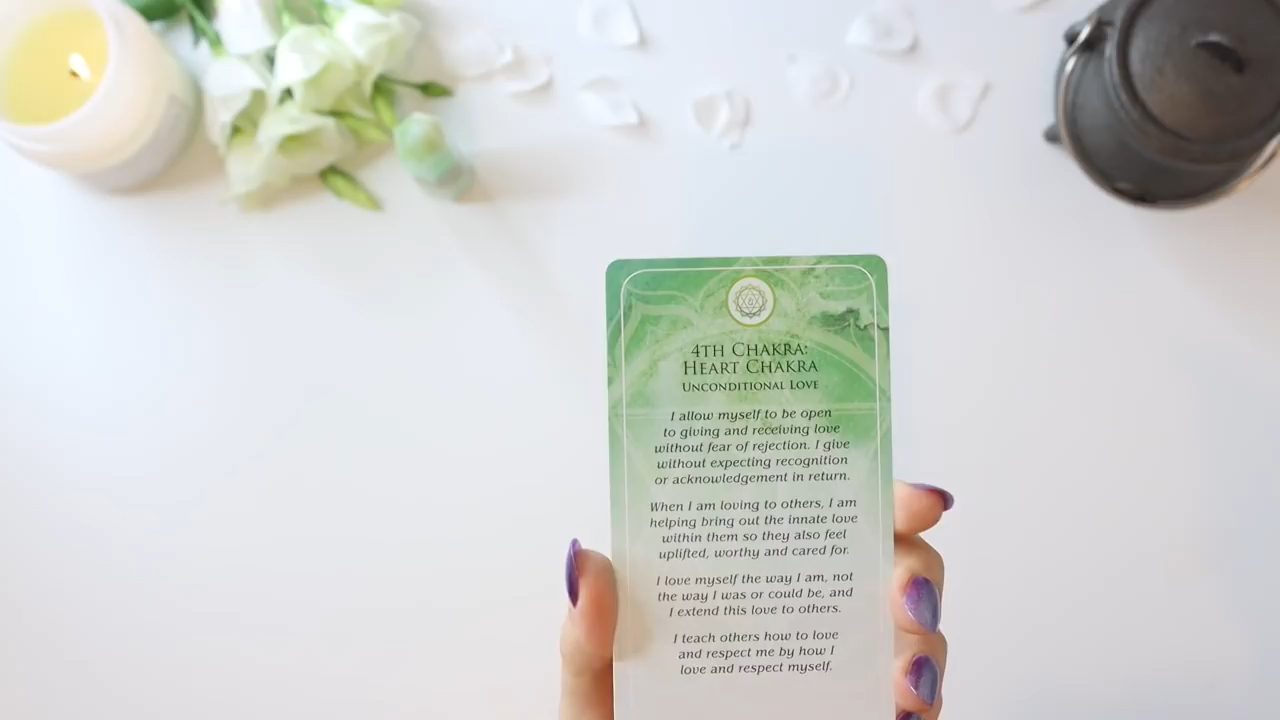 4th Chakra:
Heart Chakra
Unconditional Love
I allow myself to be open
to giving and receiving love
without fear of rejection. I give
without expecting recognition
or acknowledgement in return.
When I am loving to others, I am
helping bring out the innate love
within them so they also feel
uplifted, worthy and cared for.
I love myself the way I am, not
the way I was or could be, and
I extend this love to others.
I teach others how to love
and respect me by how I
love and respect myself.